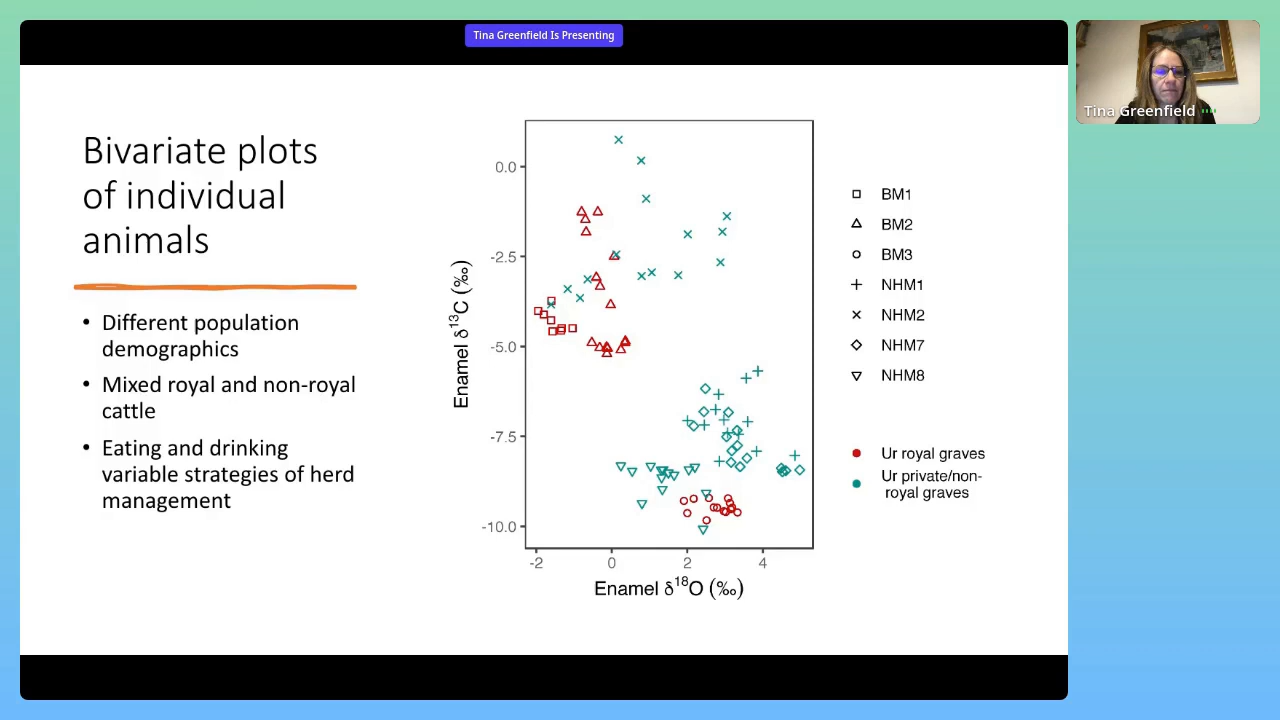 Tina Greenfield Is Presenting
Tina Greenfield
Bivariate plots
of individual
animals
• Different population
demographics
• Mixed royal and non-royal
cattle
• Eating and drinking
variable strategies of herd
management
Enamel δ¹³C (‰)
0.0
-2.5
-5.0
-7.5
-10.0
-2 0 2 4
Enamel δ¹⁸O (‰)
BM1
BM2
BM3
NHM1
NHM2
NHM7
NHM8
Ur royal graves
Ur private/non-
royal graves